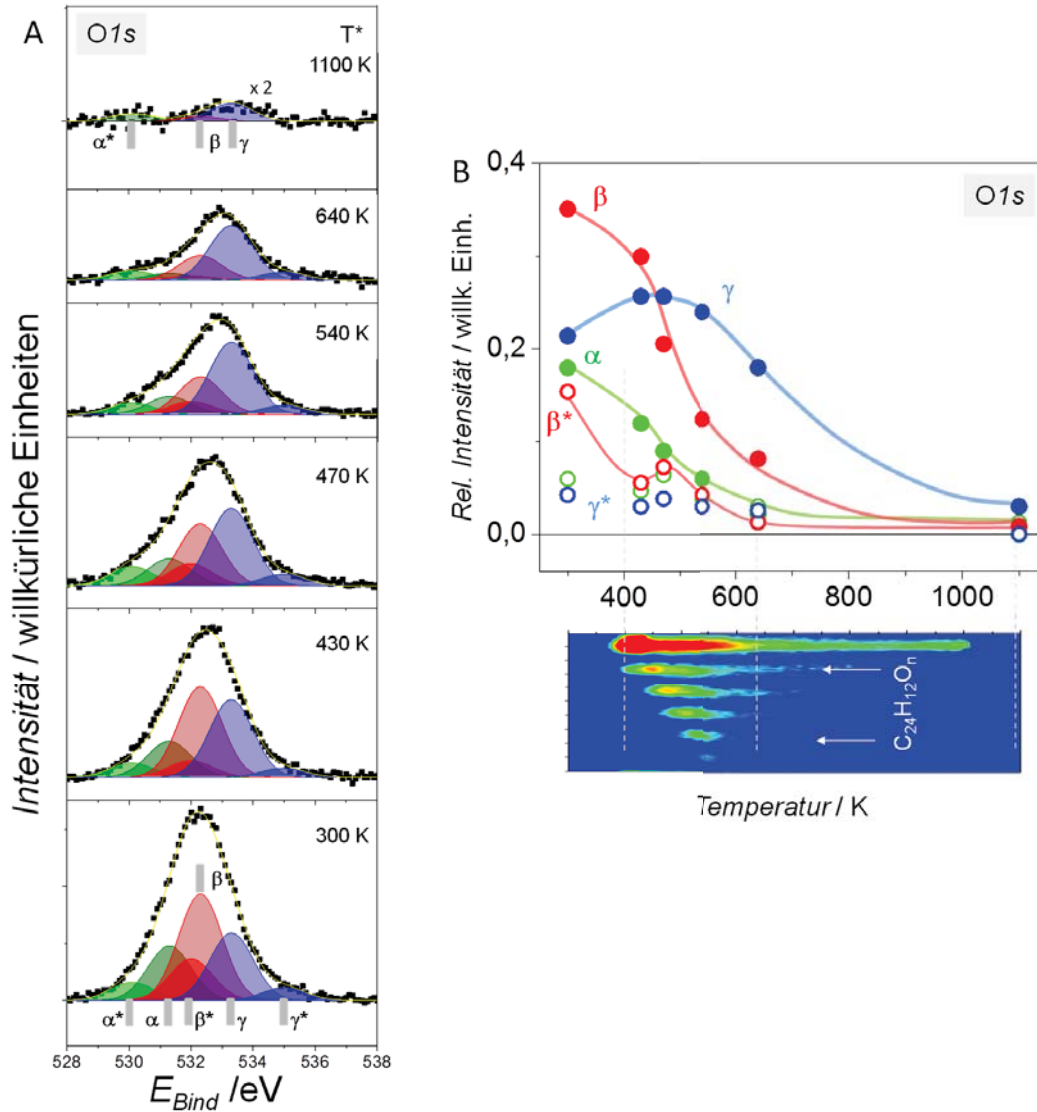 A
O1s
T*
1100 K
x 2
α*
β
γ
640 K
540 K
470 K
430 K
300 K
β
α*
α
β*
γ
γ*
528
530
532
534
536
538
E_Bind /eV
Intensität / willkürliche Einheiten
B
O1s
0,4
0,2
0,0
Rel. Intensität / willk. Einh.
β
γ
α
β*
γ*
400
600
800
1000
C₂₄H₁₂Oₙ
Temperatur / K